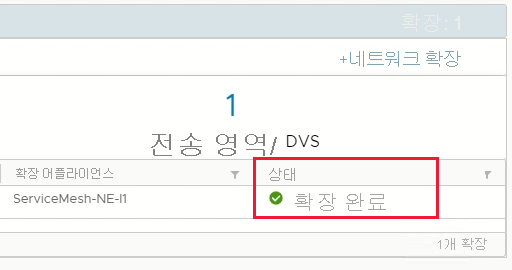 확장: 1
+네트워크 확장
1
전송 영역/ DVS
확장 어플라이언스 상태
ServiceMesh-NE-I1 확장 완료
1개 확장